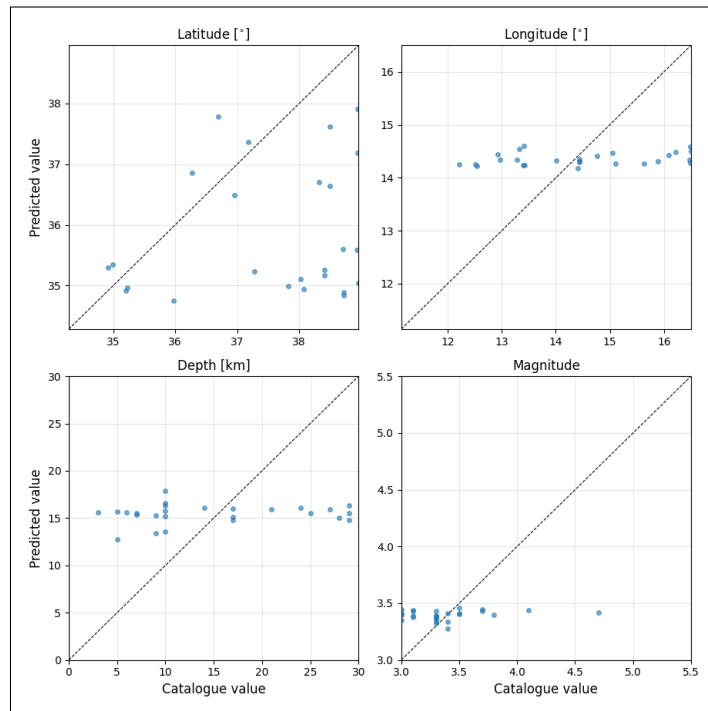 Latitude [°]
Longitude [°]
38
37
36
35
Predicted value
35 36 37 38
16
15
14
13
12
12 13 14 15 16
Depth [km]
Magnitude
30
25
20
15
10
5
0
Predicted value
0 5 10 15 20 25 30
Catalogue value
5.5
5.0
4.5
4.0
3.5
3.0
3.0 3.5 4.0 4.5 5.0 5.5
Catalogue value